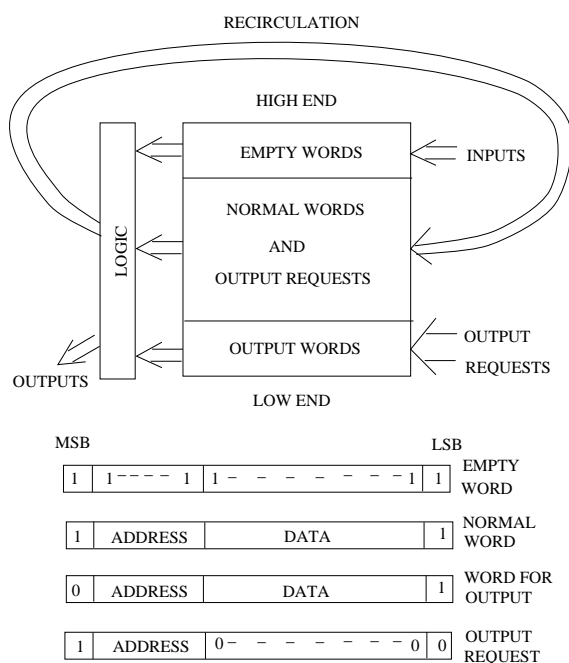 RECIRCULATION
HIGH END
EMPTY WORDS
INPUTS
NORMAL WORDS
AND
OUTPUT REQUESTS
LOGIC
OUTPUT WORDS
OUTPUT
REQUESTS
OUTPUTS
LOW END
MSB
LSB
1 1 - - - - 1 1 - - - - - - - 1 1
EMPTY
WORD
1 ADDRESS DATA 1
NORMAL
WORD
0 ADDRESS DATA 1
WORD FOR
OUTPUT
1 ADDRESS 0 - - - - - - - 0 0
OUTPUT
REQUEST